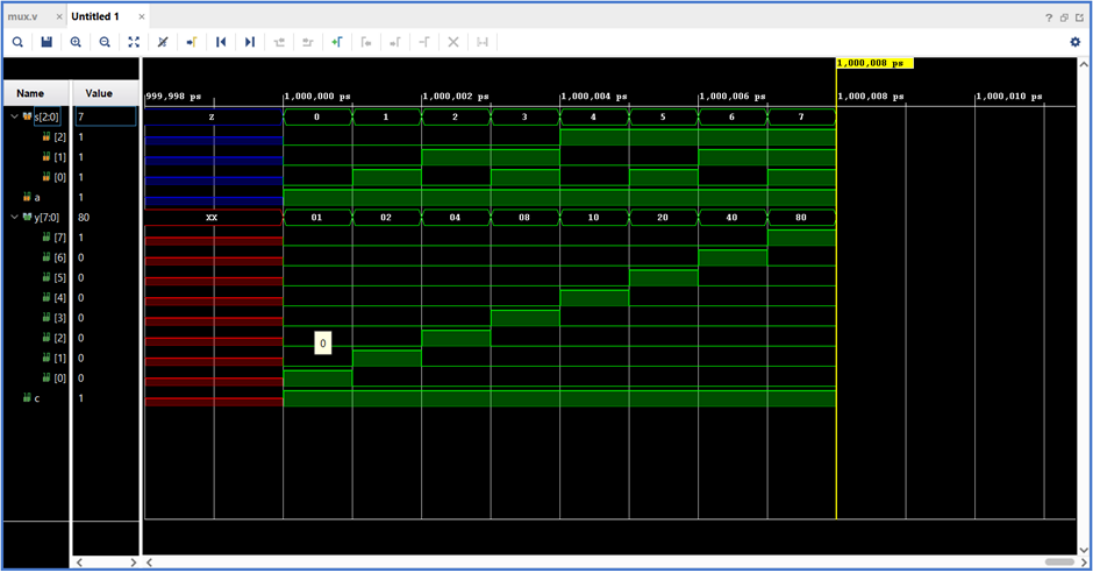 mux.v × Untitled 1 × ?
1,000,008 ps
Name Value
999,998 ps 1,000,000 ps 1,000,002 ps 1,000,004 ps 1,000,006 ps 1,000,008 ps 1,000,010 ps
s[2:0] 7 Z 0 1 2 3 4 5 6 7
[2] 1
[1] 1
[0] 1
a 1
y[7:0] 80 XX 01 02 04 08 10 20 40 80
[7] 1
[6] 0
[5] 0
[4] 0
[3] 0
[2] 0 0
[1] 0
[0] 0
c 1